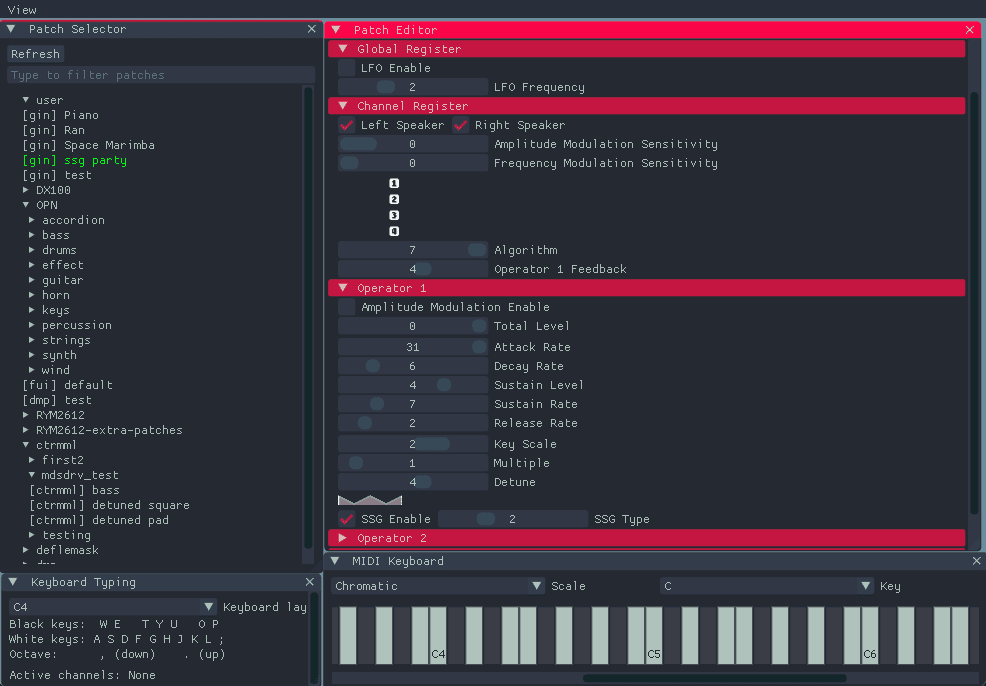 View
Patch Selector
Refresh
Type to filter patches
user
[gin] Piano
[gin] Ran
[gin] Space Marimba
[gin] ssg party
[gin] test
DX100
OPN
accordion
bass
drums
effect
guitar
horn
keys
percussion
strings
synth
wind
[fui] default
[dmp] test
RYM2612
RYM2612-extra-patches
ctrmml
first2
mdsdrv_test
[ctrmml] bass
[ctrmml] detuned square
[ctrmml] detuned pad
testing
deflemask
Keyboard Typing
C4 Keyboard lay
Black keys: W E T Y U O P
White keys: A S D F G H J K L ;
Octave: , (down) . (up)
Active channels: None
Patch Editor
Global Register
LFO Enable
2 LFO Frequency
Channel Register
Left Speaker Right Speaker
0 Amplitude Modulation Sensitivity
0 Frequency Modulation Sensitivity
1
2
3
4
7 Algorithm
4 Operator 1 Feedback
Operator 1
Amplitude Modulation Enable
0 Total Level
31 Attack Rate
6 Decay Rate
4 Sustain Level
7 Sustain Rate
2 Release Rate
2 Key Scale
1 Multiple
4 Detune
SSG Enable 2 SSG Type
Operator 2
MIDI Keyboard
Chromatic Scale C Key
C4 C5 C6